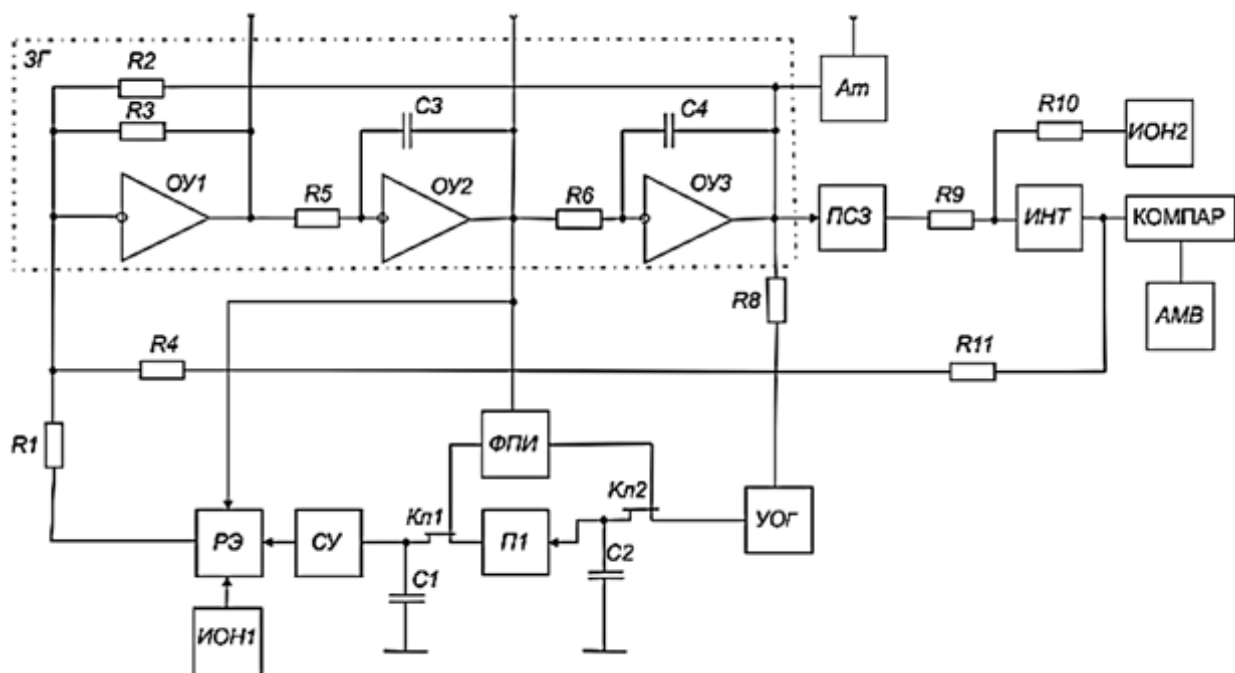 ЗГ
R2
Ат
R3
C3
C4
R10
ИОН2
ОУ1
R5
ОУ2
R6
ОУ3
ПСЗ
R9
ИНТ
КОМПАР
R8
АМВ
R4
R11
R1
ФПИ
Кл1
Кл2
РЭ
СУ
П1
УОГ
C1
C2
ИОН1